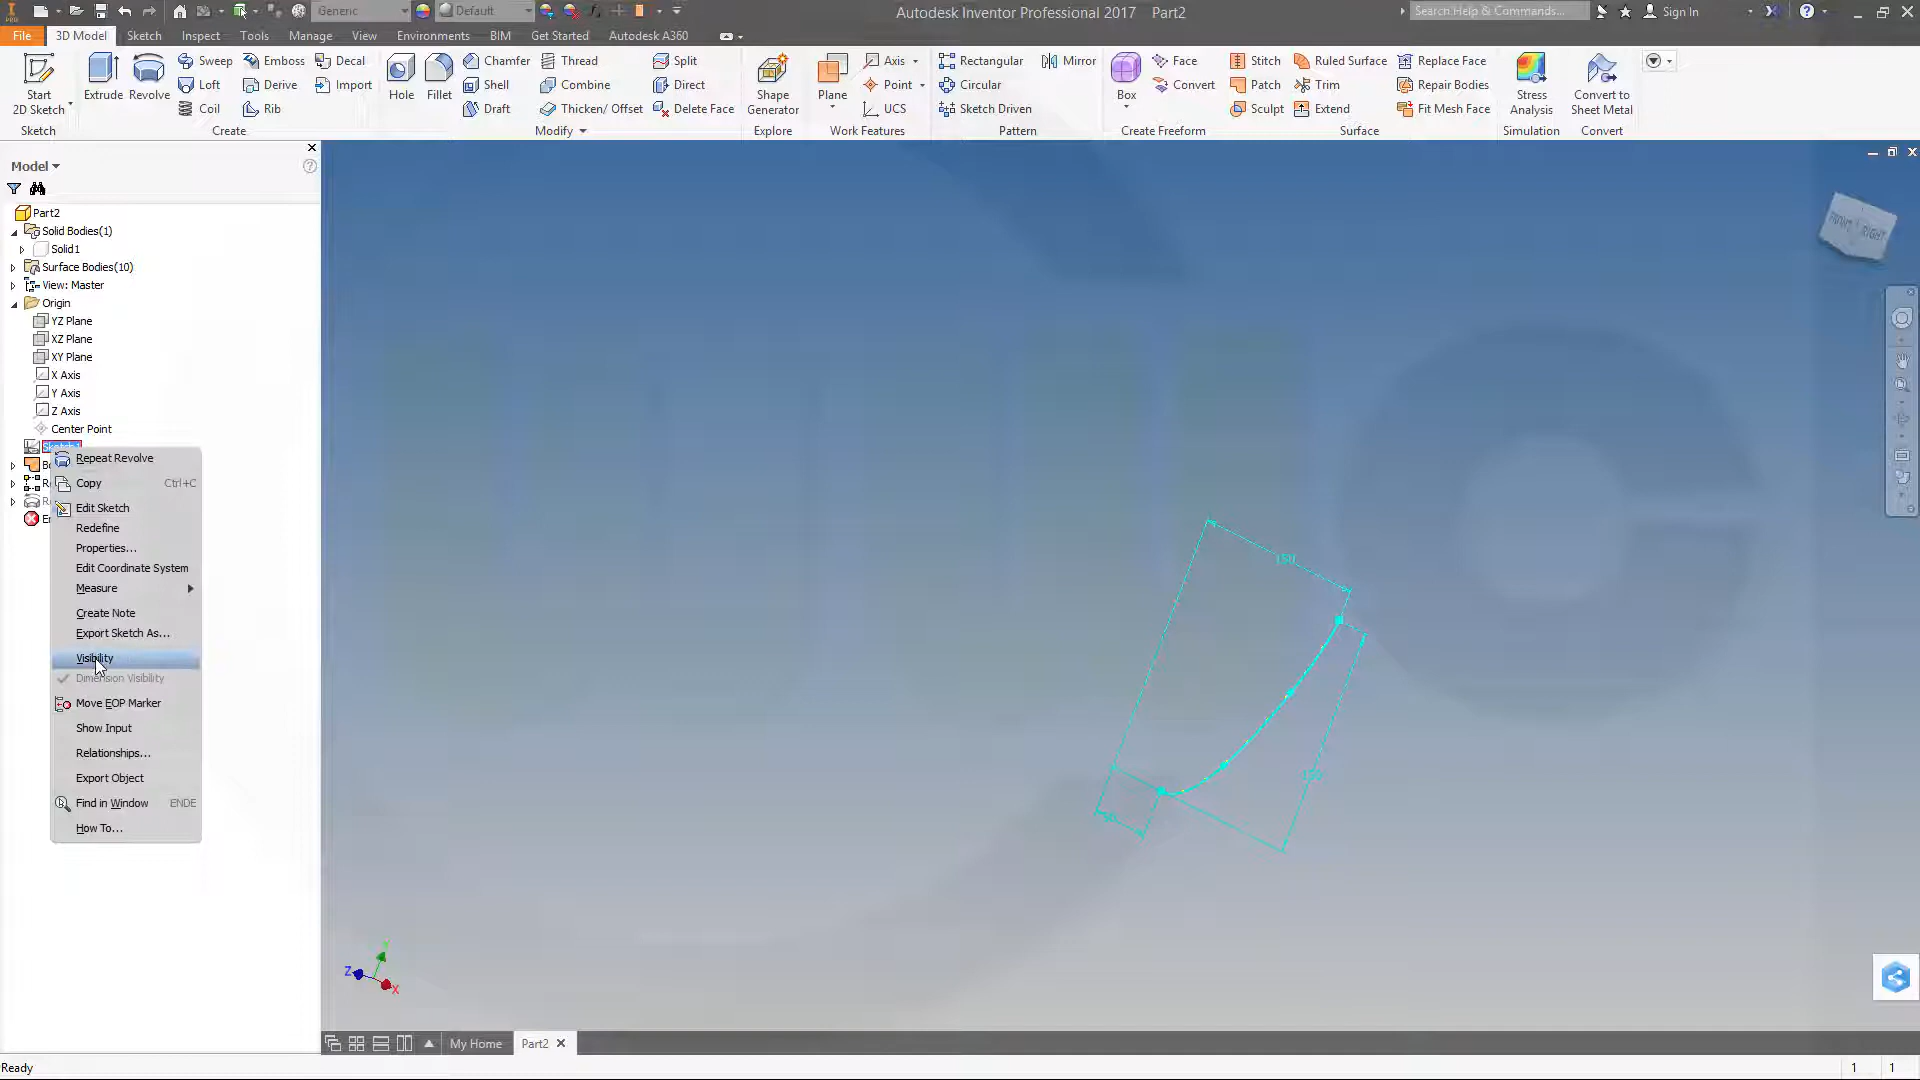 Generic
Default
Autodesk Inventor Professional 2017 Part2
Search Help & Commands...
Sign In
PRO
File
3D Model
Sketch
Inspect
Tools
Manage
View
Environments
BIM
Get Started
Autodesk A360
Start
2D Sketch
Sketch
Extrude
Revolve
Sweep
Loft
Coil
Emboss
Derive
Rib
Decal
Import
Create
Hole
Fillet
Chamfer
Shell
Draft
Thread
Combine
Thicken/ Offset
Split
Direct
Delete Face
Modify
Shape
Generator
Explore
Plane
Axis
Point
UCS
Work Features
Rectangular
Circular
Sketch Driven
Mirror
Pattern
Box
Face
Convert
Create Freeform
Stitch
Patch
Sculpt
Ruled Surface
Trim
Extend
Replace Face
Repair Bodies
Fit Mesh Face
Surface
Stress
Analysis
Simulation
Convert to
Sheet Metal
Convert
Model
Part2
Solid Bodies(1)
Solid1
Surface Bodies(10)
View: Master
Origin
YZ Plane
XZ Plane
XY Plane
X Axis
Y Axis
Z Axis
Center Point
Repeat Revolve
Copy Ctrl+C
Edit Sketch
Redefine
Properties...
Edit Coordinate System
Measure
Create Note
Export Sketch As...
Visibility
Dimension Visibility
Move EOP Marker
Show Input
Relationships...
Export Object
Find in Window ENDE
How To...
FRONT
RIGHT
150
Y
Z
X
My Home
Part2
Ready
1
1